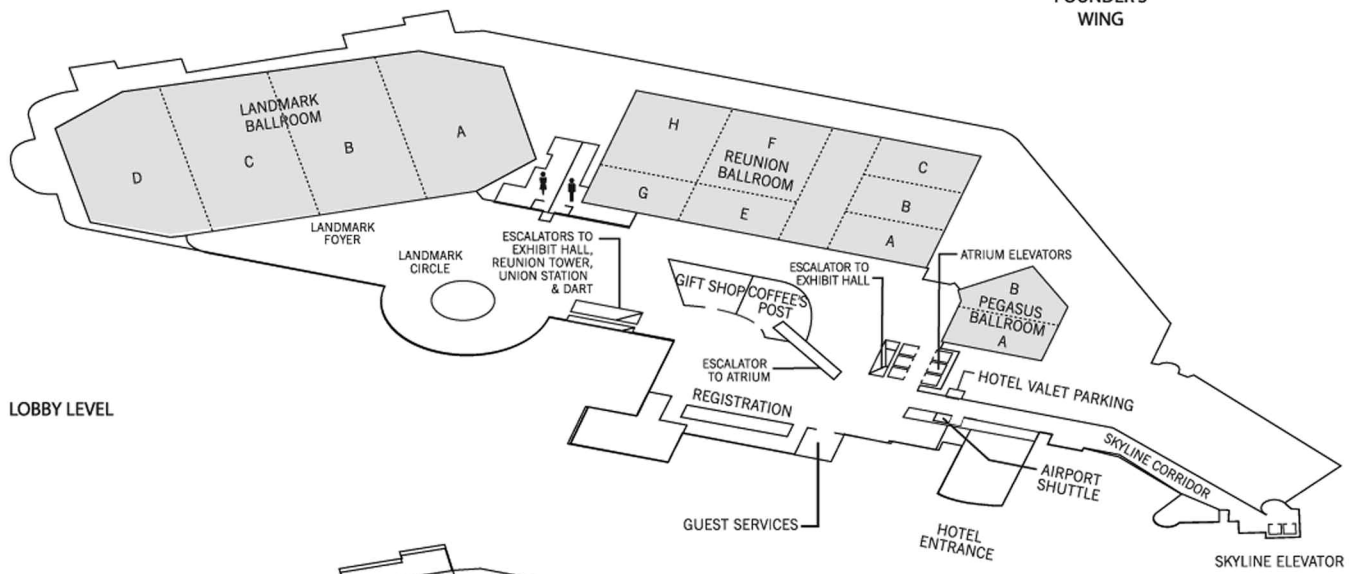 WING
LANDMARK
BALLROOM
A
B
C
D
LANDMARK
FOYER
LANDMARK
CIRCLE
ESCALATORS TO
EXHIBIT HALL,
REUNION TOWER,
UNION STATION
& DART
H
F
REUNION
BALLROOM
G
E
C
B
A
GIFT SHOP
COFFEE'S
POST
ESCALATOR TO
EXHIBIT HALL
ATRIUM ELEVATORS
B
PEGASUS
BALLROOM
A
ESCALATOR
TO ATRIUM
REGISTRATION
HOTEL VALET PARKING
LOBBY LEVEL
SKYLINE CORRIDOR
AIRPORT
SHUTTLE
GUEST SERVICES
HOTEL
ENTRANCE
SKYLINE ELEVATOR